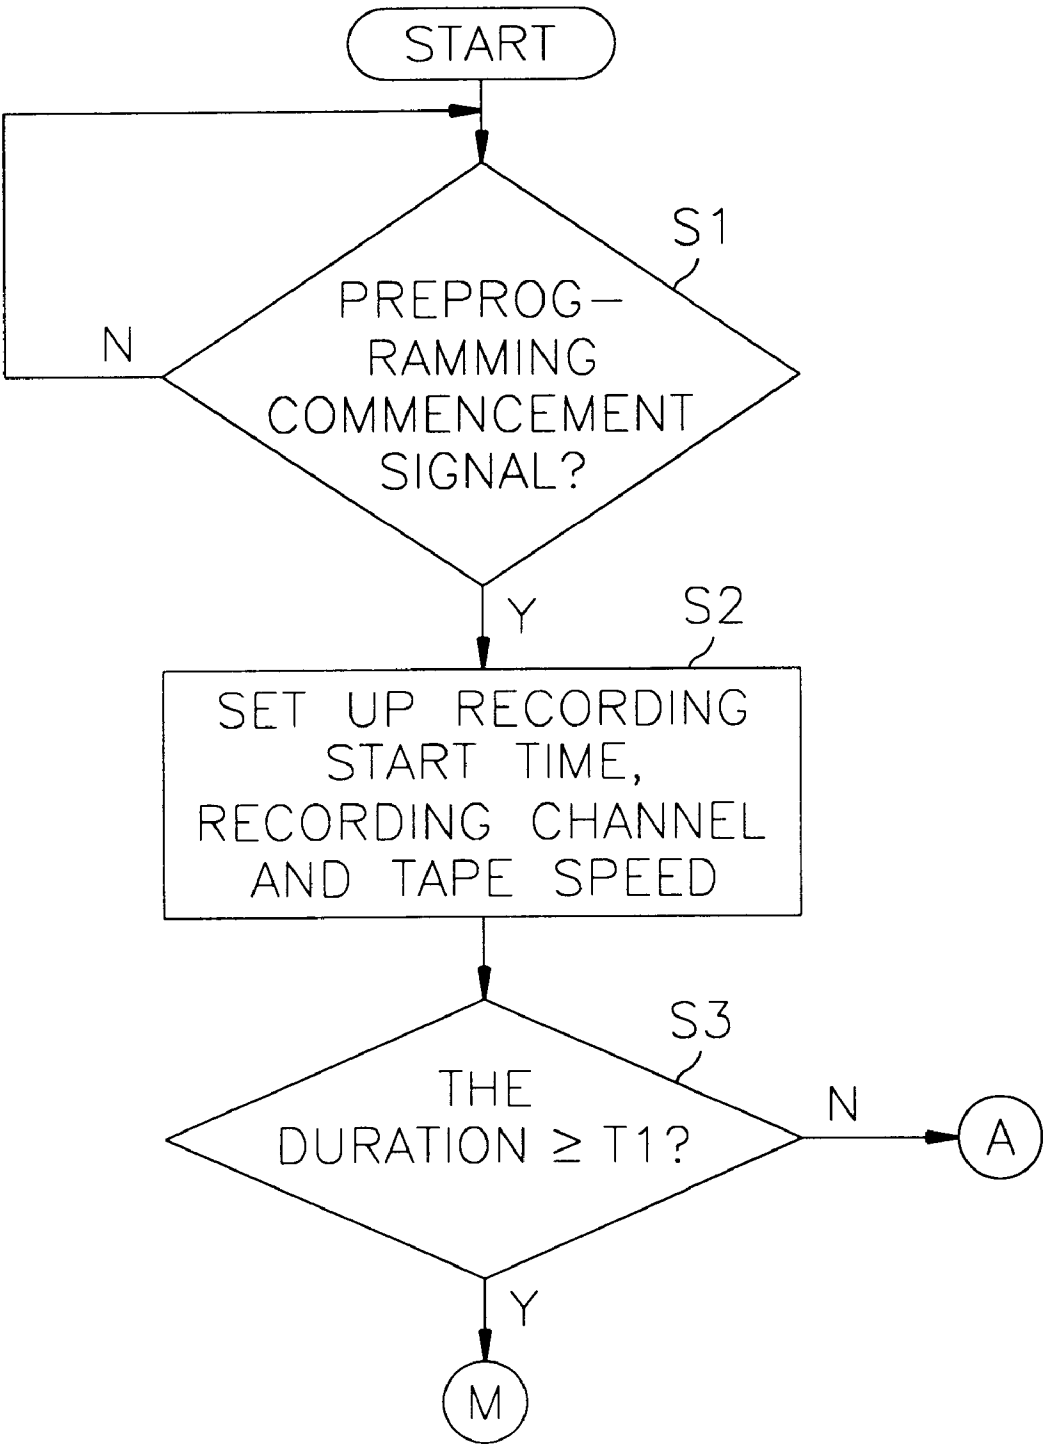 START
S1
PREPROG-
RAMMING
COMMENCEMENT
SIGNAL?
N
Y
S2
SET UP RECORDING
START TIME,
RECORDING CHANNEL
AND TAPE SPEED
S3
THE
DURATION ≥ T1?
N
A
Y
M